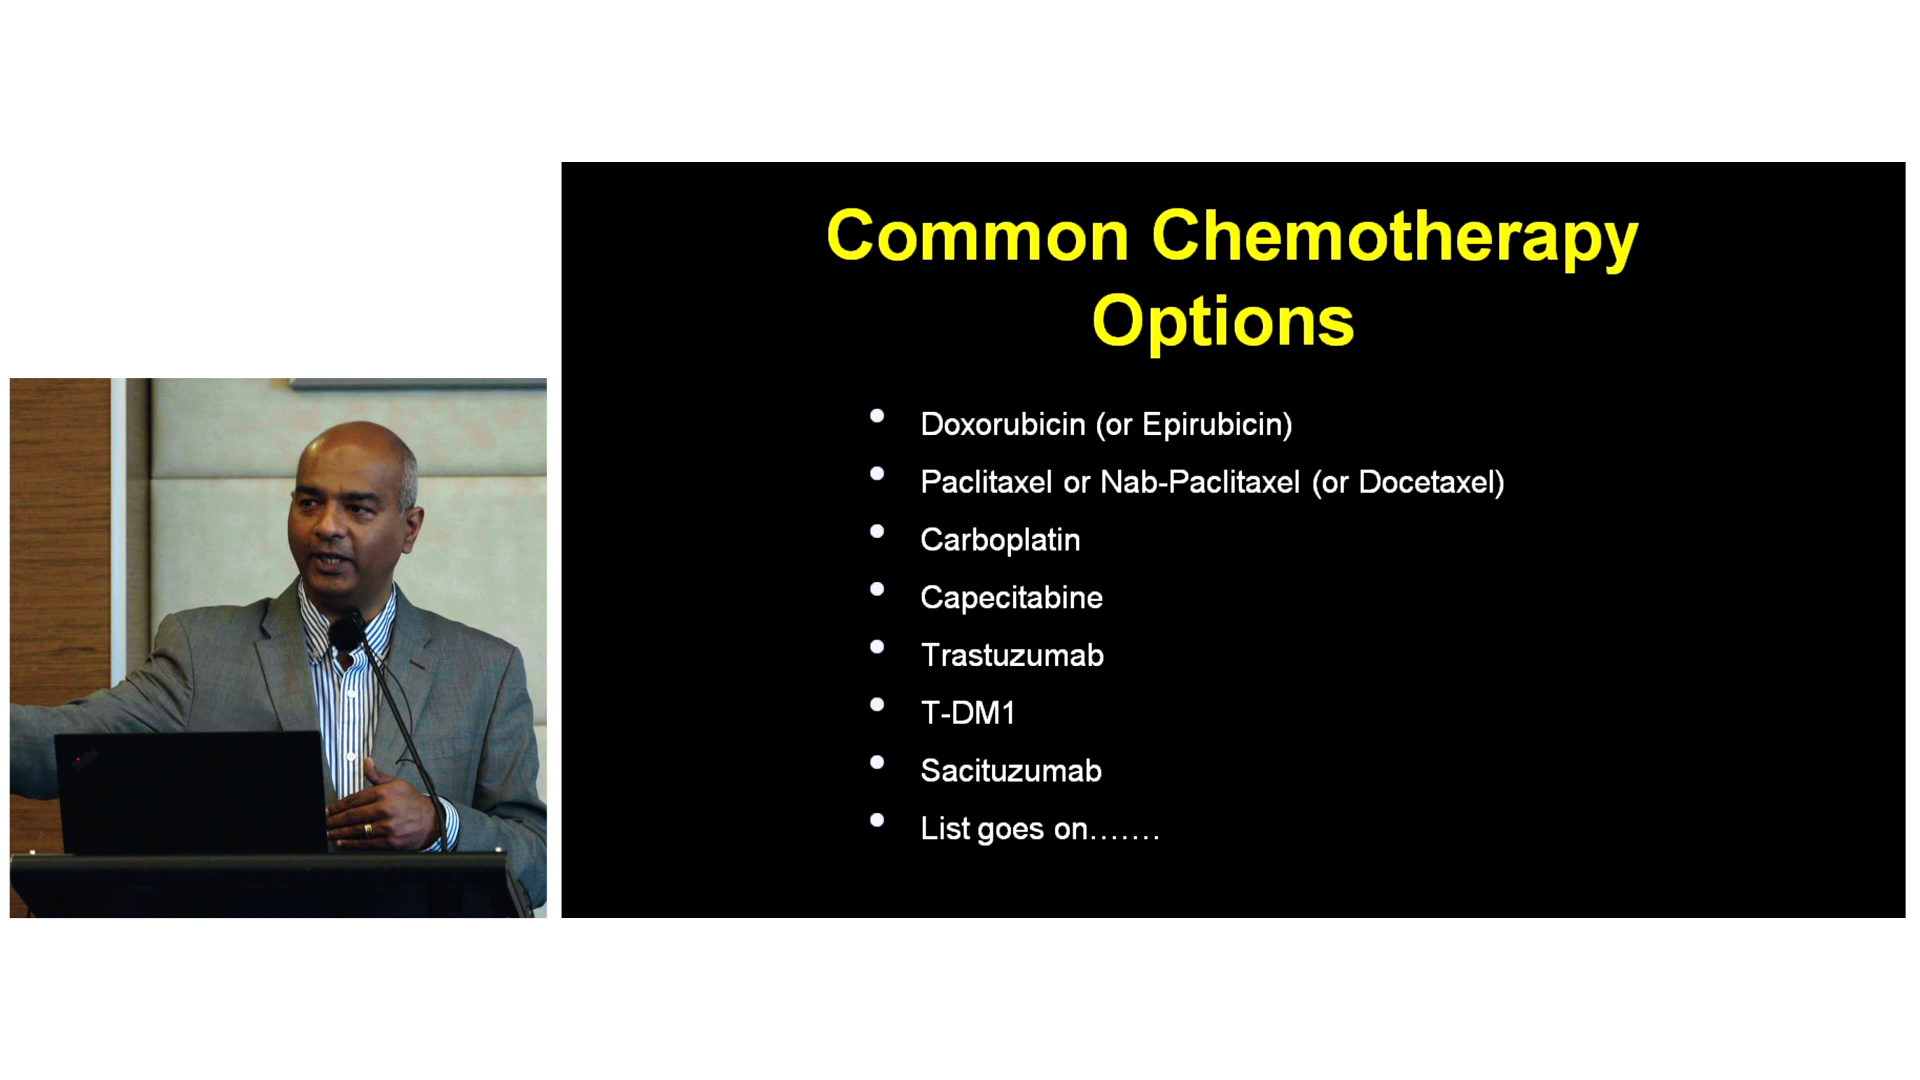 Common Chemotherapy
Options
• Doxorubicin (or Epirubicin)
• Paclitaxel or Nab-Paclitaxel (or Docetaxel)
• Carboplatin
• Capecitabine
• Trastuzumab
• T-DM1
• Sacituzumab
• List goes on.......